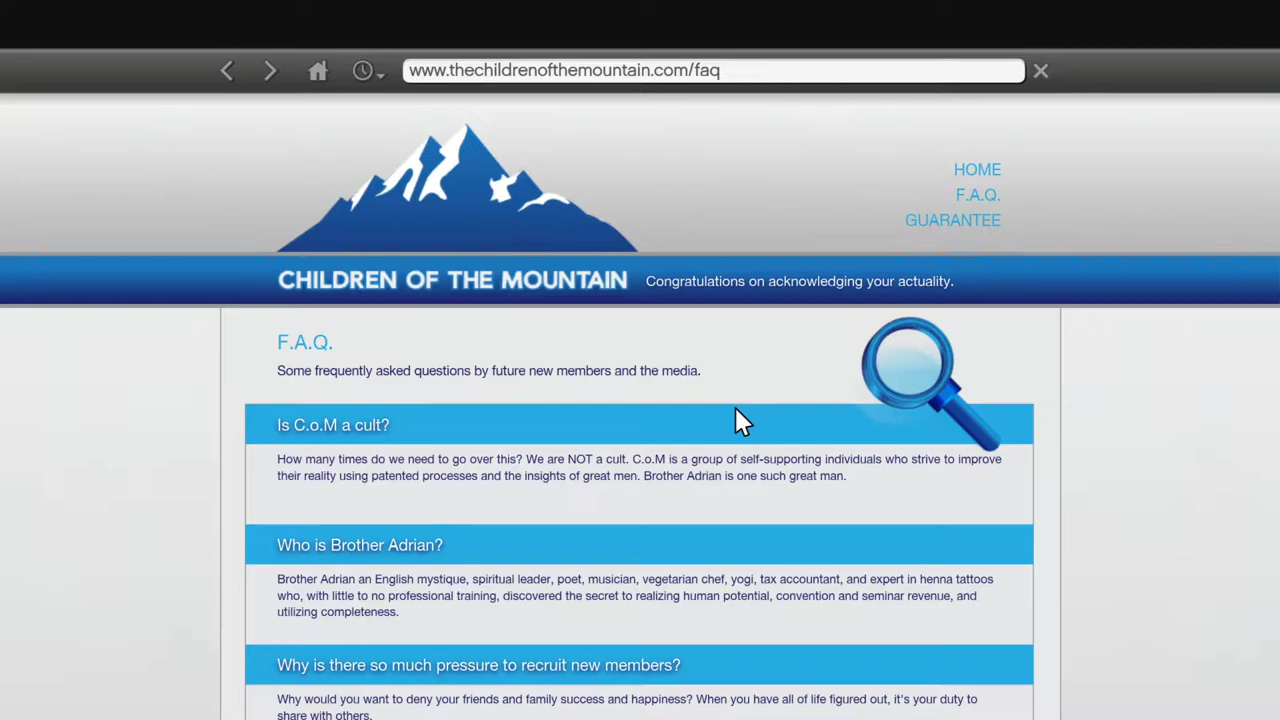 www.thechildrenofthemountain.com/faq
HOME
F.A.Q.
GUARANTEE
CHILDREN OF THE MOUNTAIN Congratulations on acknowledging your actuality.
F.A.Q.
Some frequently asked questions by future new members and the media.
Is C.o.M a cult?
How many times do we need to go over this? We are NOT a cult. C.o.M is a group of self-supporting individuals who strive to improve
their reality using patented processes and the insights of great men. Brother Adrian is one such great man.
Who is Brother Adrian?
Brother Adrian an English mystique, spiritual leader, poet, musician, vegetarian chef, yogi, tax accountant, and expert in henna tattoos
who, with little to no professional training, discovered the secret to realizing human potential, convention and seminar revenue, and
utilizing completeness.
Why is there so much pressure to recruit new members?
Why would you want to deny your friends and family success and happiness? When you have all of life figured out, it's your duty to
share with others.